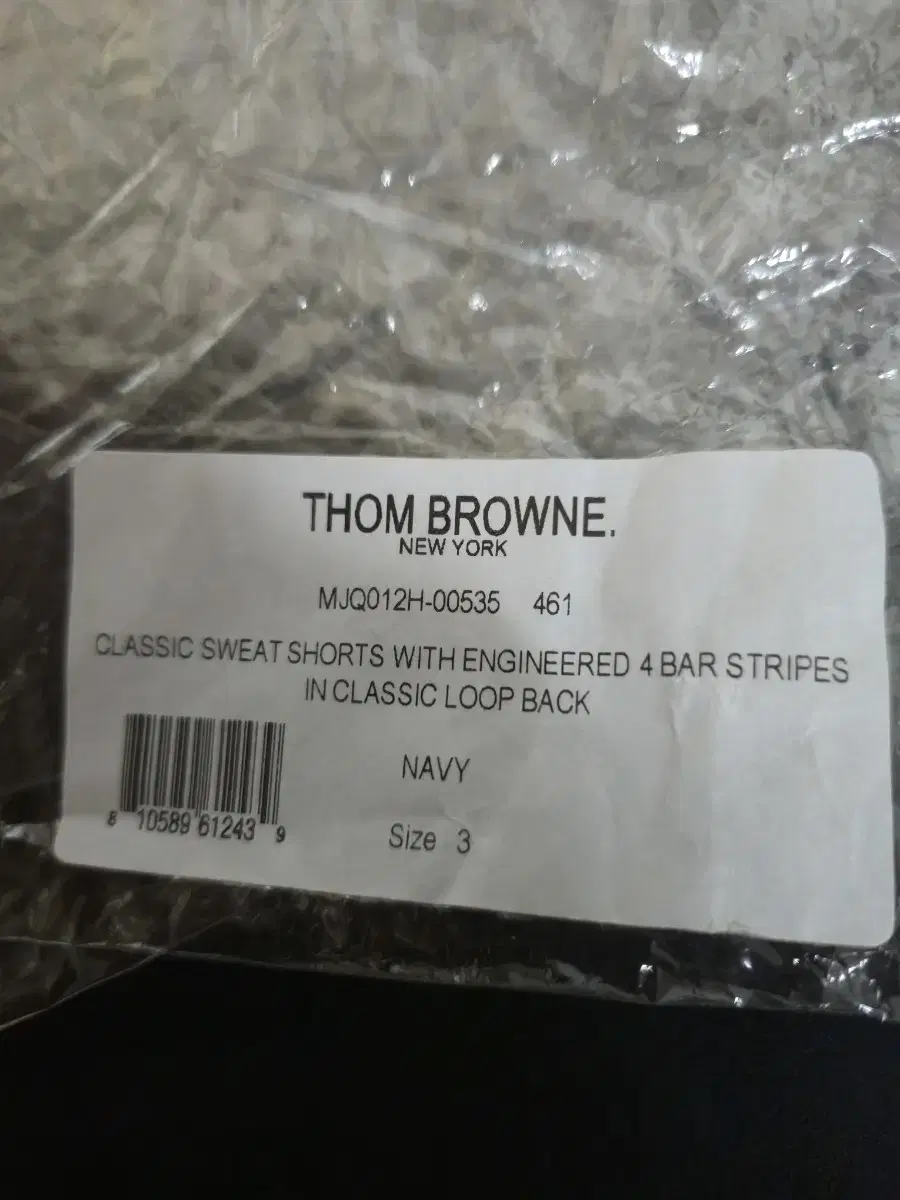 THOM BROWNE.
NEW YORK
MJQ012H-00535 461
CLASSIC SWEAT SHORTS WITH ENGINEERED 4 BAR STRIPES
IN CLASSIC LOOP BACK
NAVY
8 10589 61243 9
Size 3